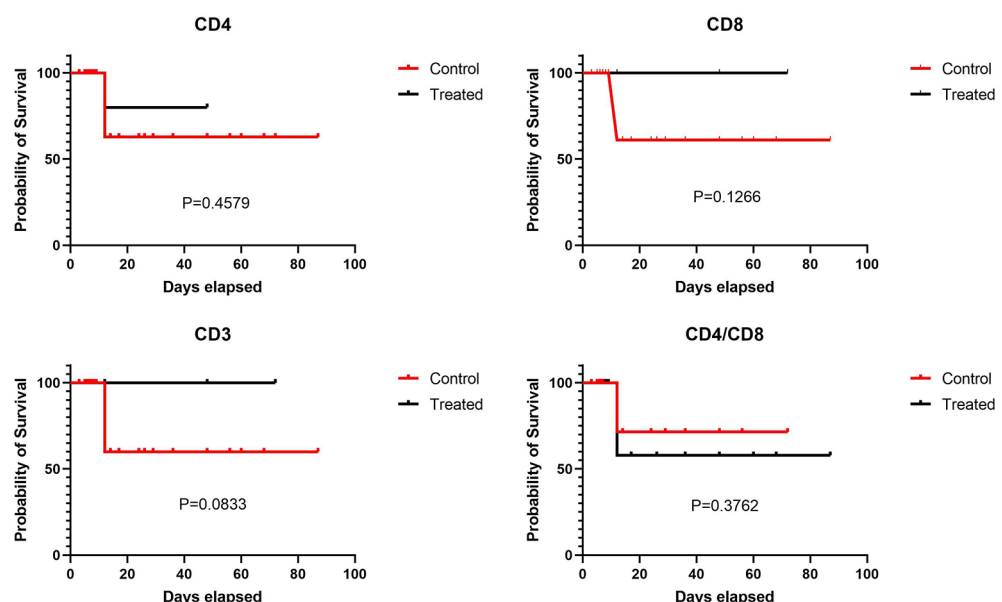 CD4
Probability of Survival
100
50
0
0 20 40 60 80 100
Days elapsed
P=0.4579
Control
Treated
CD8
Probability of Survival
100
50
0
0 20 40 60 80 100
Days elapsed
P=0.1266
Control
Treated
CD3
Probability of Survival
100
50
0
0 20 40 60 80 100
Days elapsed
P=0.0833
Control
Treated
CD4/CD8
Probability of Survival
100
50
0
0 20 40 60 80 100
Days elapsed
P=0.3762
Control
Treated